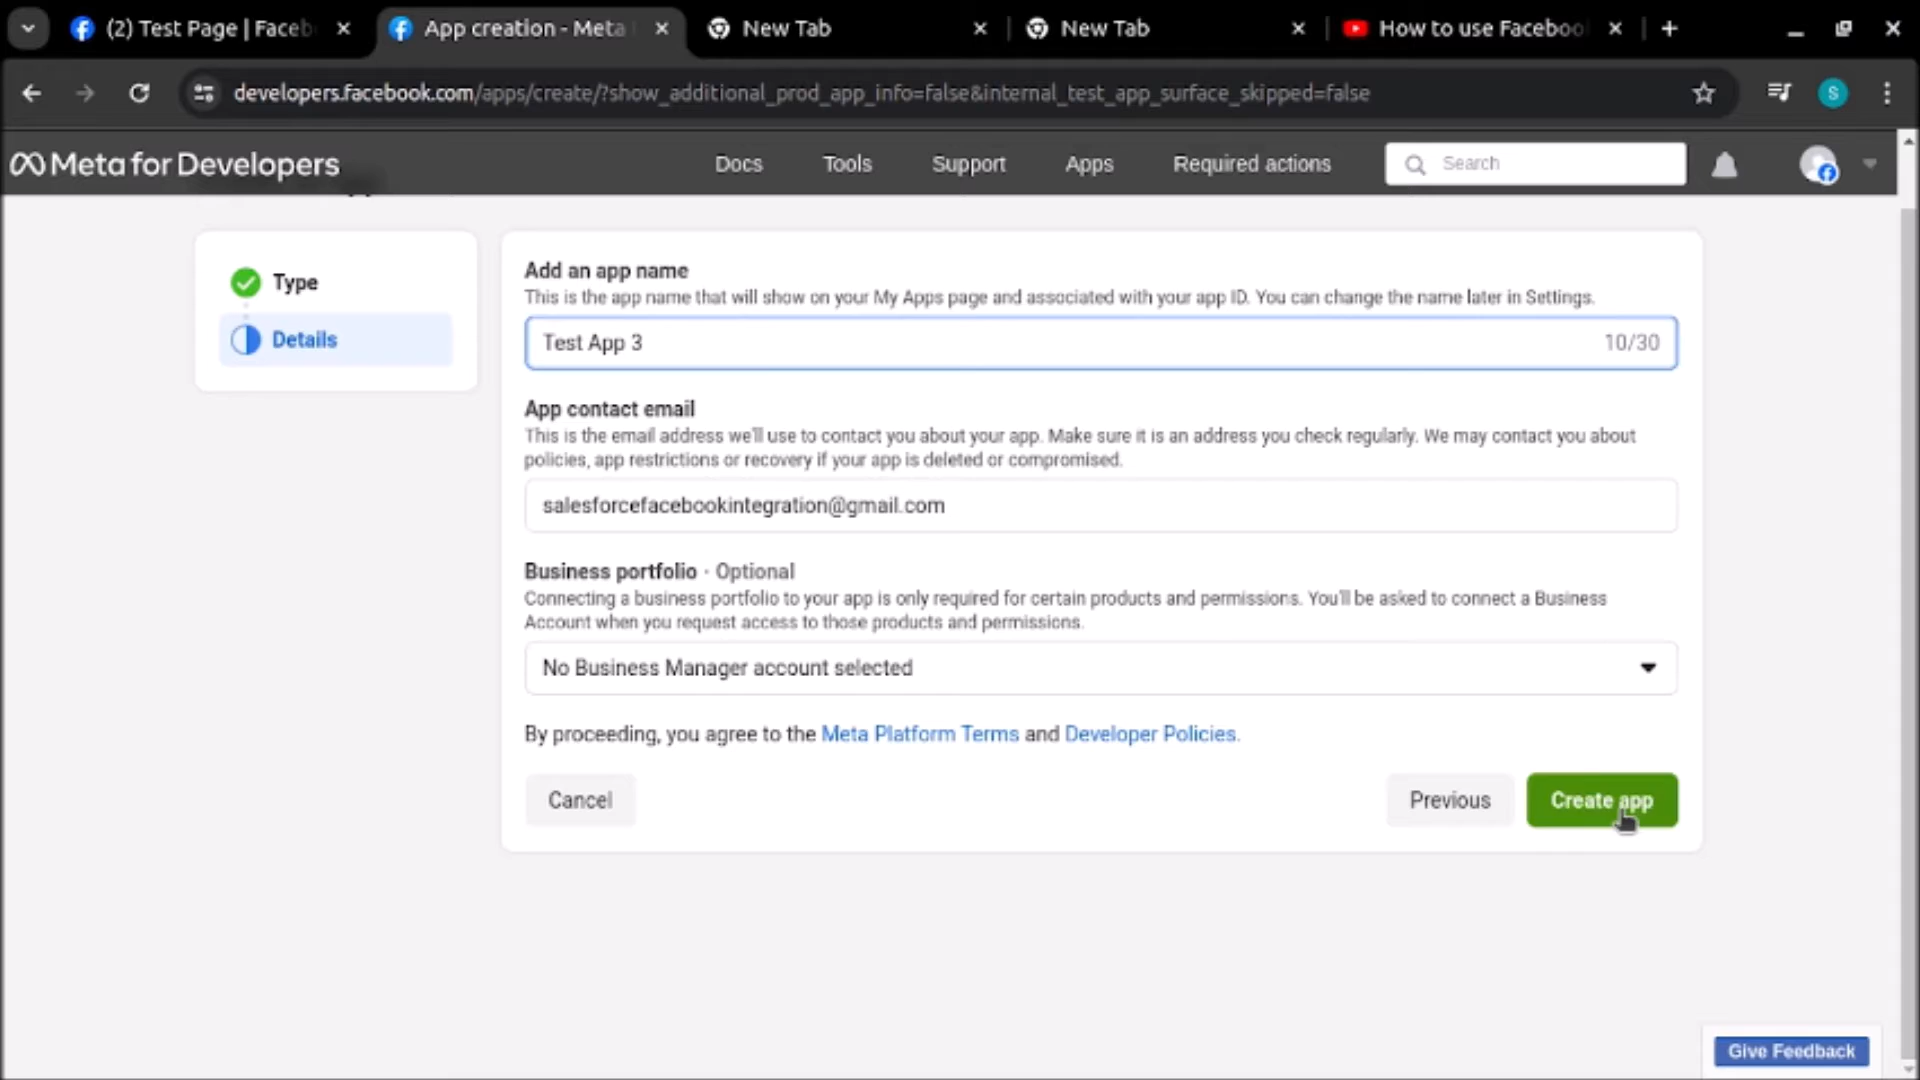 (2) Test Page | Faceb
App creation - Meta
New Tab
New Tab
How to use Faceboo
developers.facebook.com/apps/create/?show_additional_prod_app_info=false&internal_test_app_surface_skipped=false
S
Meta for Developers
Docs
Tools
Support
Apps
Required actions
Search
Type
Details
Add an app name
This is the app name that will show on your My Apps page and associated with your app ID. You can change the name later in Settings.
Test App 3
10/30
App contact email
This is the email address we'll use to contact you about your app. Make sure it is an address you check regularly. We may contact you about
policies, app restrictions or recovery if your app is deleted or compromised.
salesforcefacebookintegration@gmail.com
Business portfolio · Optional
Connecting a business portfolio to your app is only required for certain products and permissions. You'll be asked to connect a Business
Account when you request access to those products and permissions.
No Business Manager account selected
By proceeding, you agree to the Meta Platform Terms and Developer Policies.
Cancel
Previous
Create app
Give Feedback